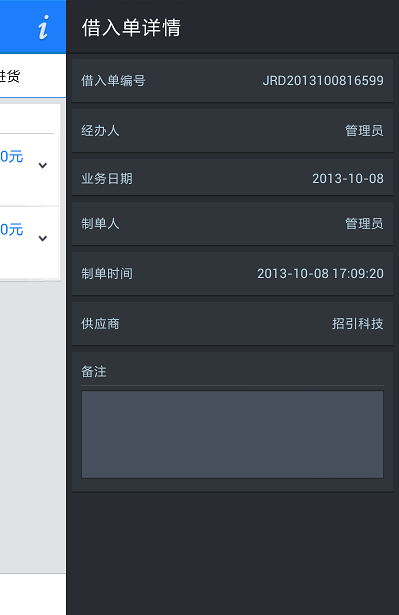 借入单详情
进货
借入单编号 JRD2013100816599
经办人 管理员
0元
业务日期 2013-10-08
制单人 管理员
0元
制单时间 2013-10-08 17:09:20
供应商 招引科技
备注